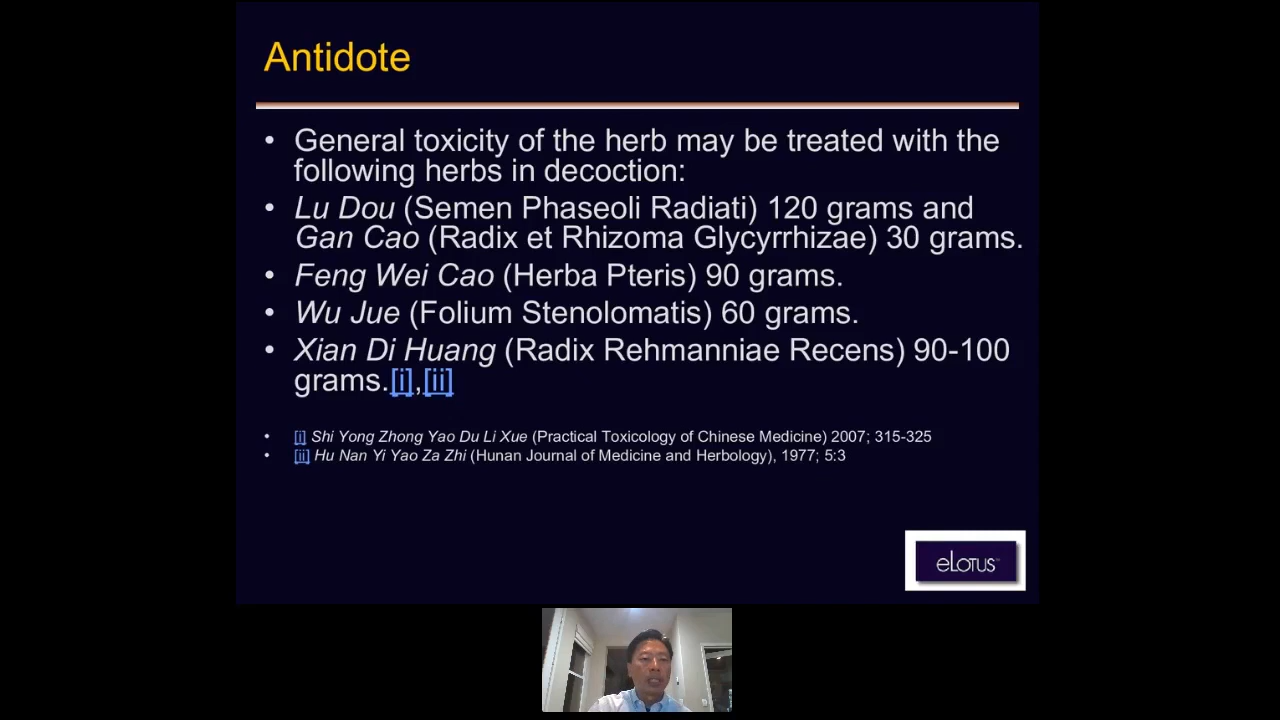 Antidote
• General toxicity of the herb may be treated with the
following herbs in decoction:
• Lu Dou (Semen Phaseoli Radiati) 120 grams and
Gan Cao (Radix et Rhizoma Glycyrrhizae) 30 grams.
• Feng Wei Cao (Herba Pteris) 90 grams.
• Wu Jue (Folium Stenolomatis) 60 grams.
• Xian Di Huang (Radix Rehmanniae Recens) 90-100
grams.[i],[ii]
• [i] Shi Yong Zhong Yao Du Li Xue (Practical Toxicology of Chinese Medicine) 2007; 315-325
• [ii] Hu Nan Yi Yao Za Zhi (Hunan Journal of Medicine and Herbology), 1977; 5:3
eLotus